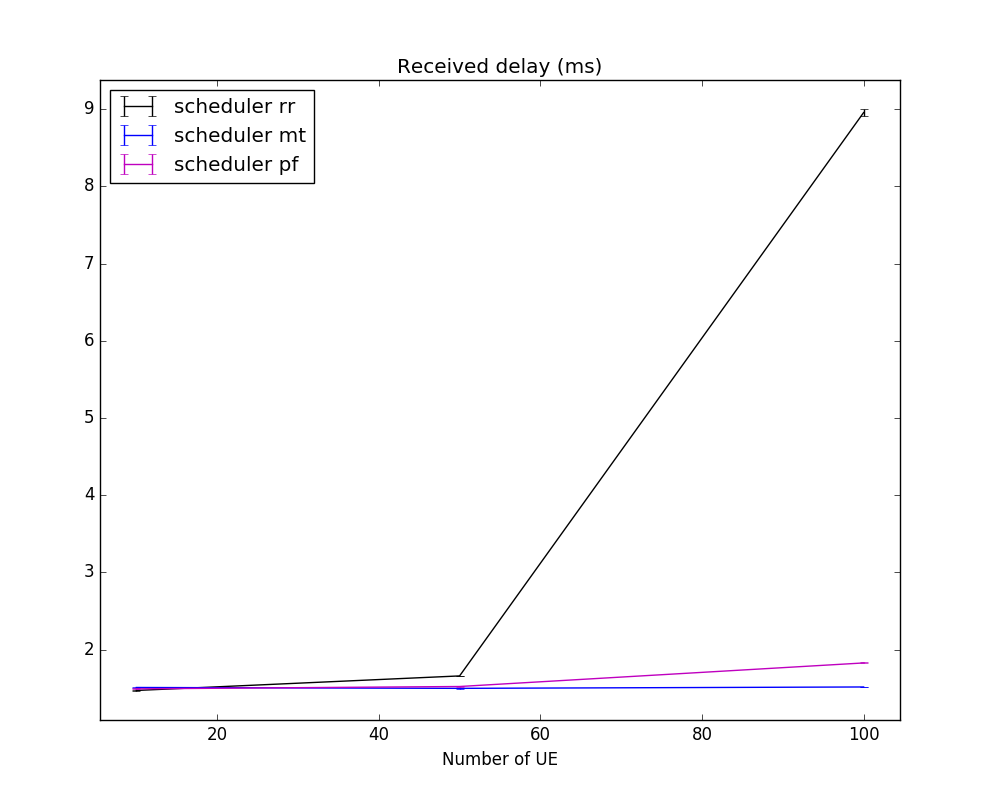 Received delay (ms)
scheduler rr
scheduler mt
scheduler pf
9
8
7
6
5
4
3
2
20 40 60 80 100
Number of UE